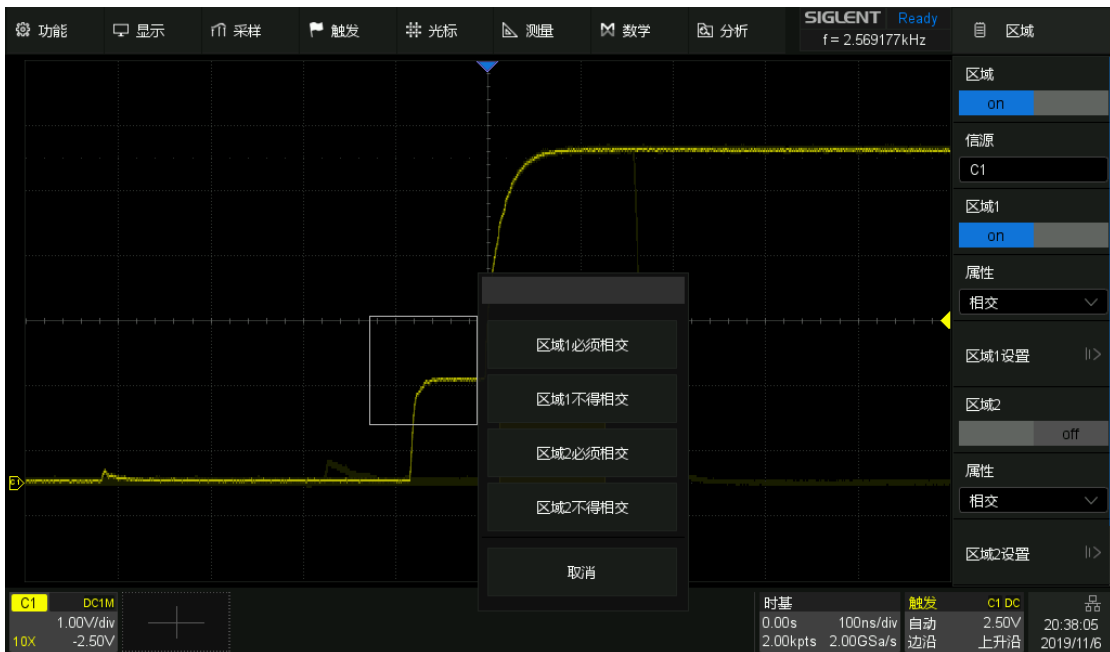 功能 显示 采样 触发 光标 测量 数学 分析 SIGLENT Ready 区域
f = 2.569177kHz
区域
on
信源
C1
区域1
on
属性
相交
区域1设置
区域2
off
属性
相交
区域2设置
区域1必须相交
区域1不得相交
区域2必须相交
区域2不得相交
取消
C1
C1 DC1M
1.00V/div
10X -2.50V
时基
0.00s 100ns/div
2.00kpts 2.00GSa/s
触发 C1 DC
自动 2.50V
边沿 上升沿
20:38:05
2019/11/6